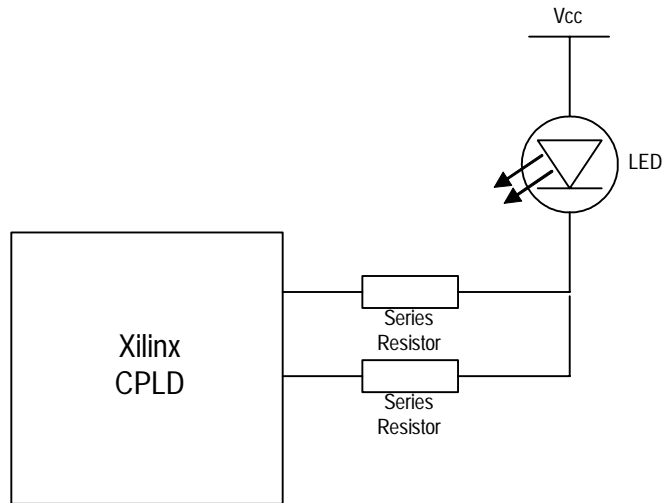 Vcc
LED
Series
Resistor
Xilinx
CPLD
Series
Resistor